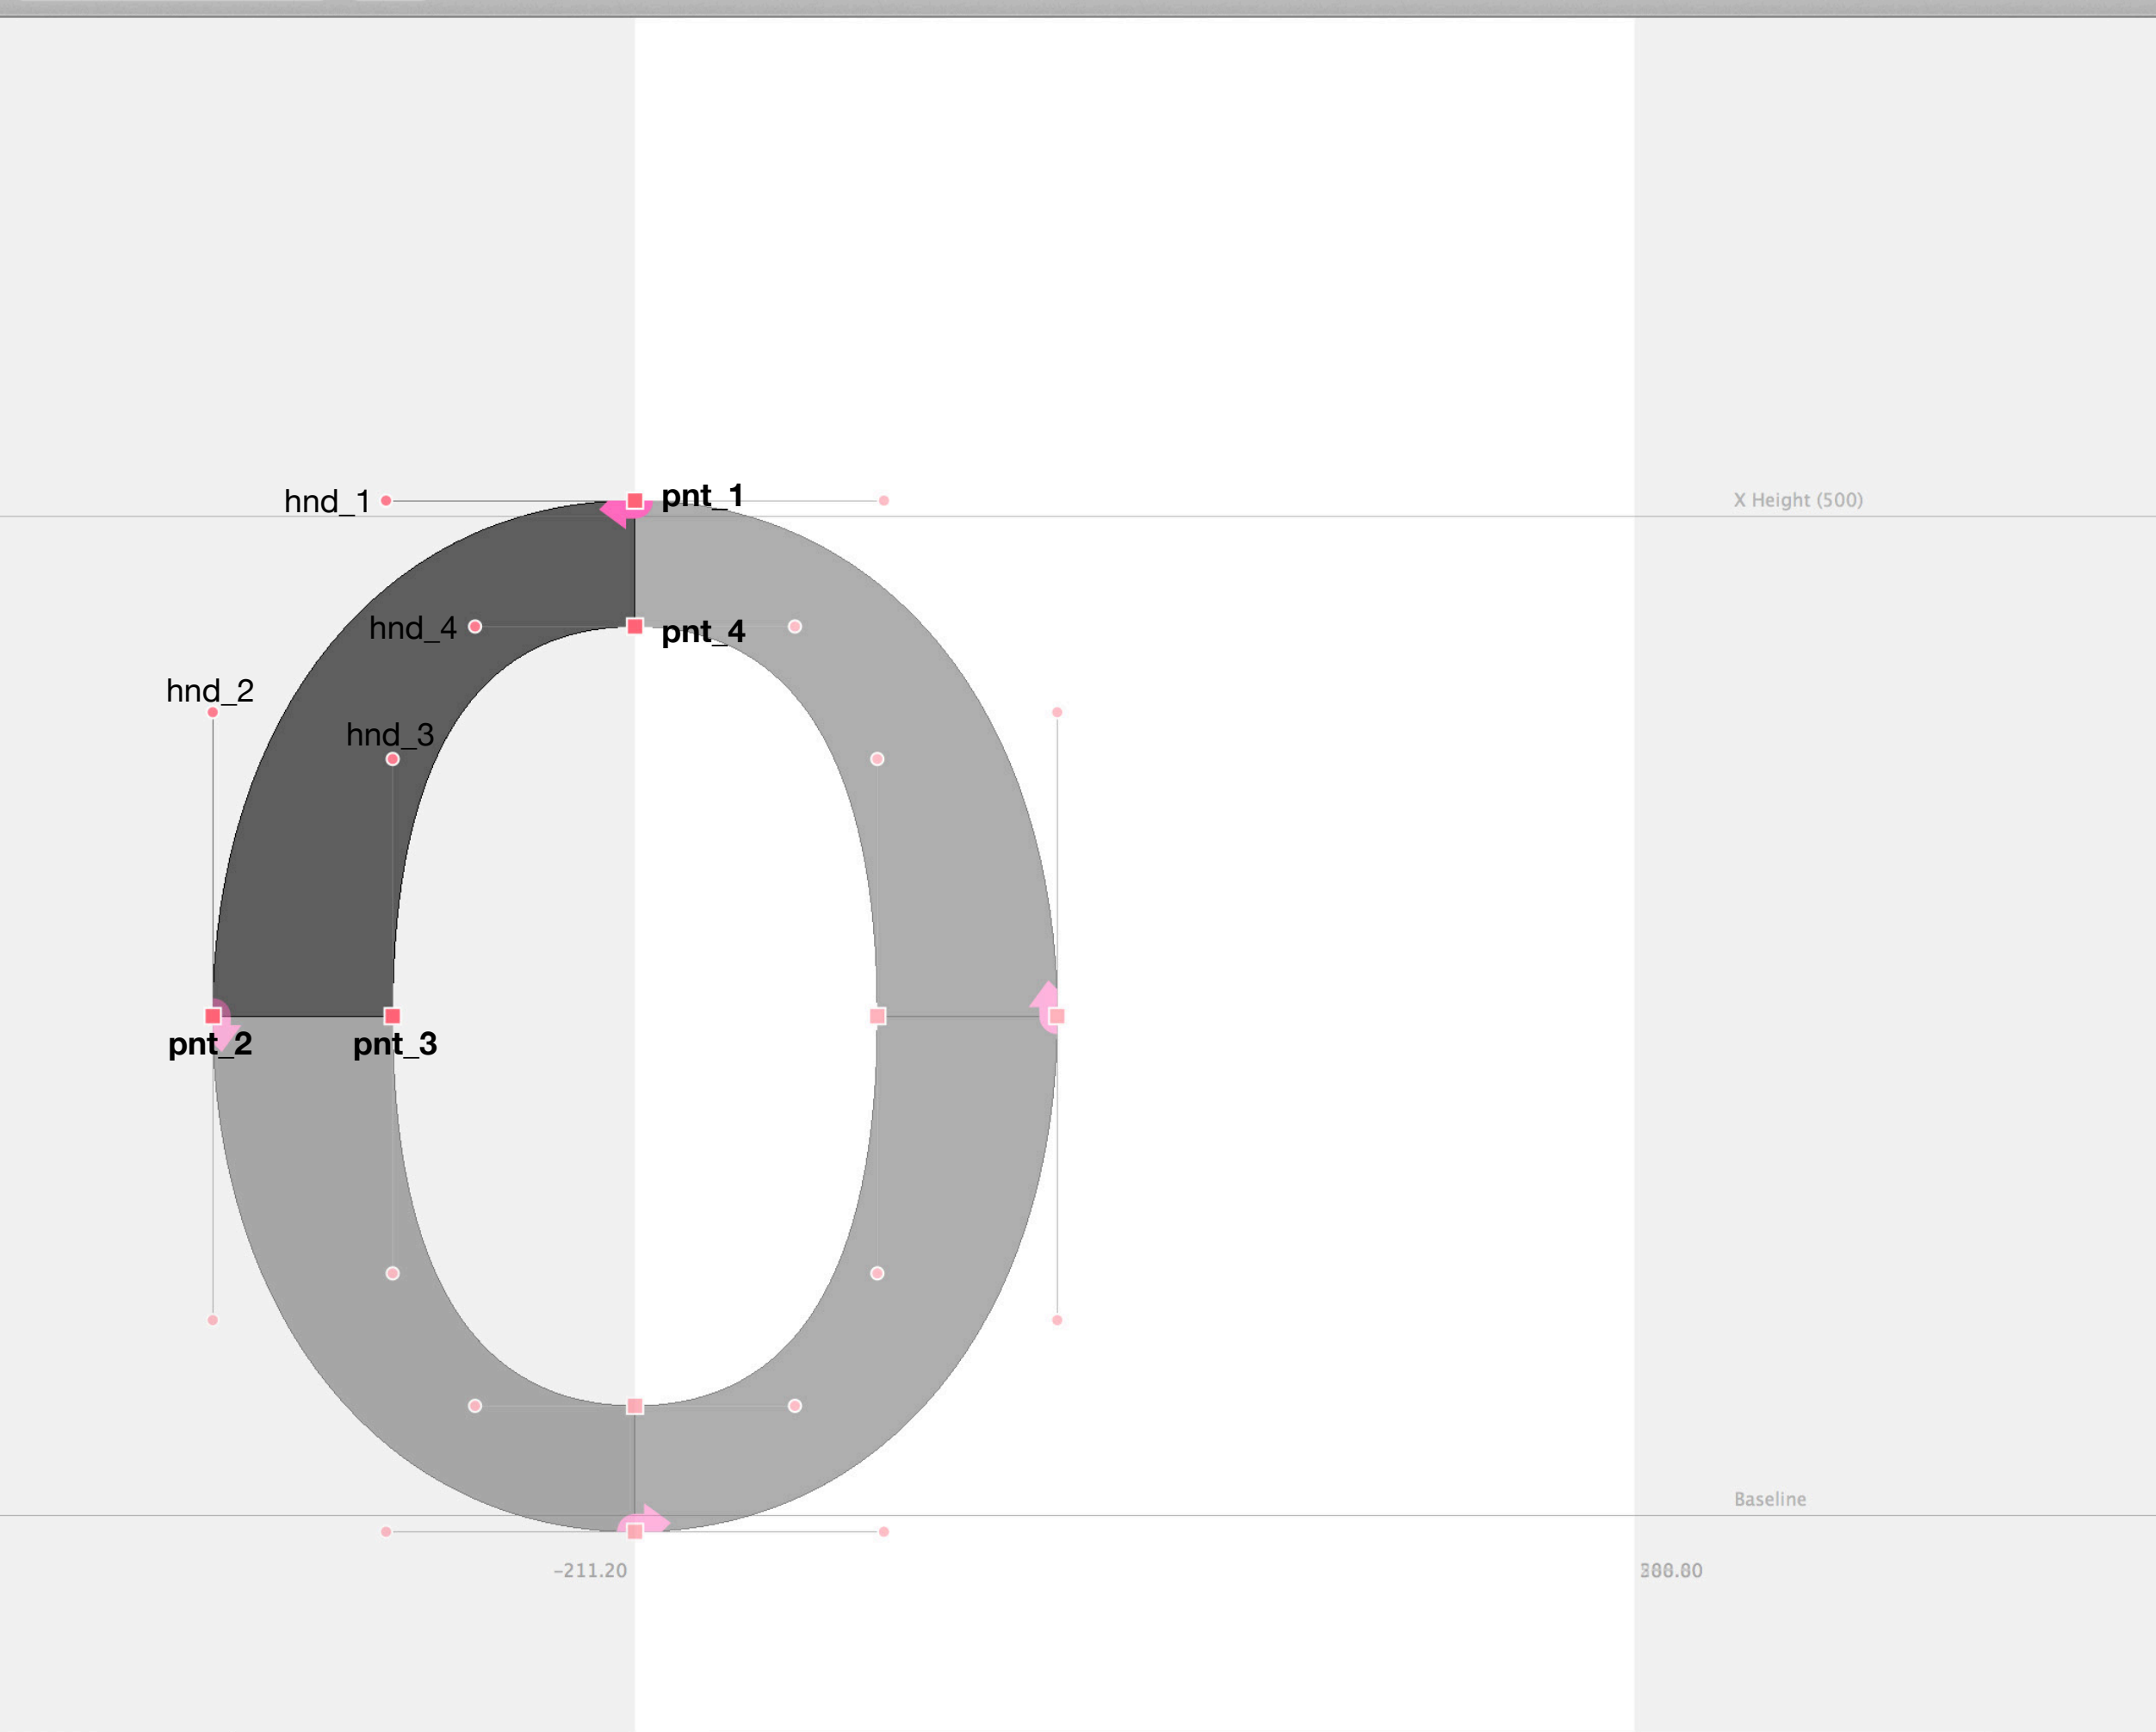 hnd_1
pnt_1
X Height (500)
hnd_4
pnt_4
hnd_2
hnd_3
pnt_2
pnt_3
Baseline
-211.20